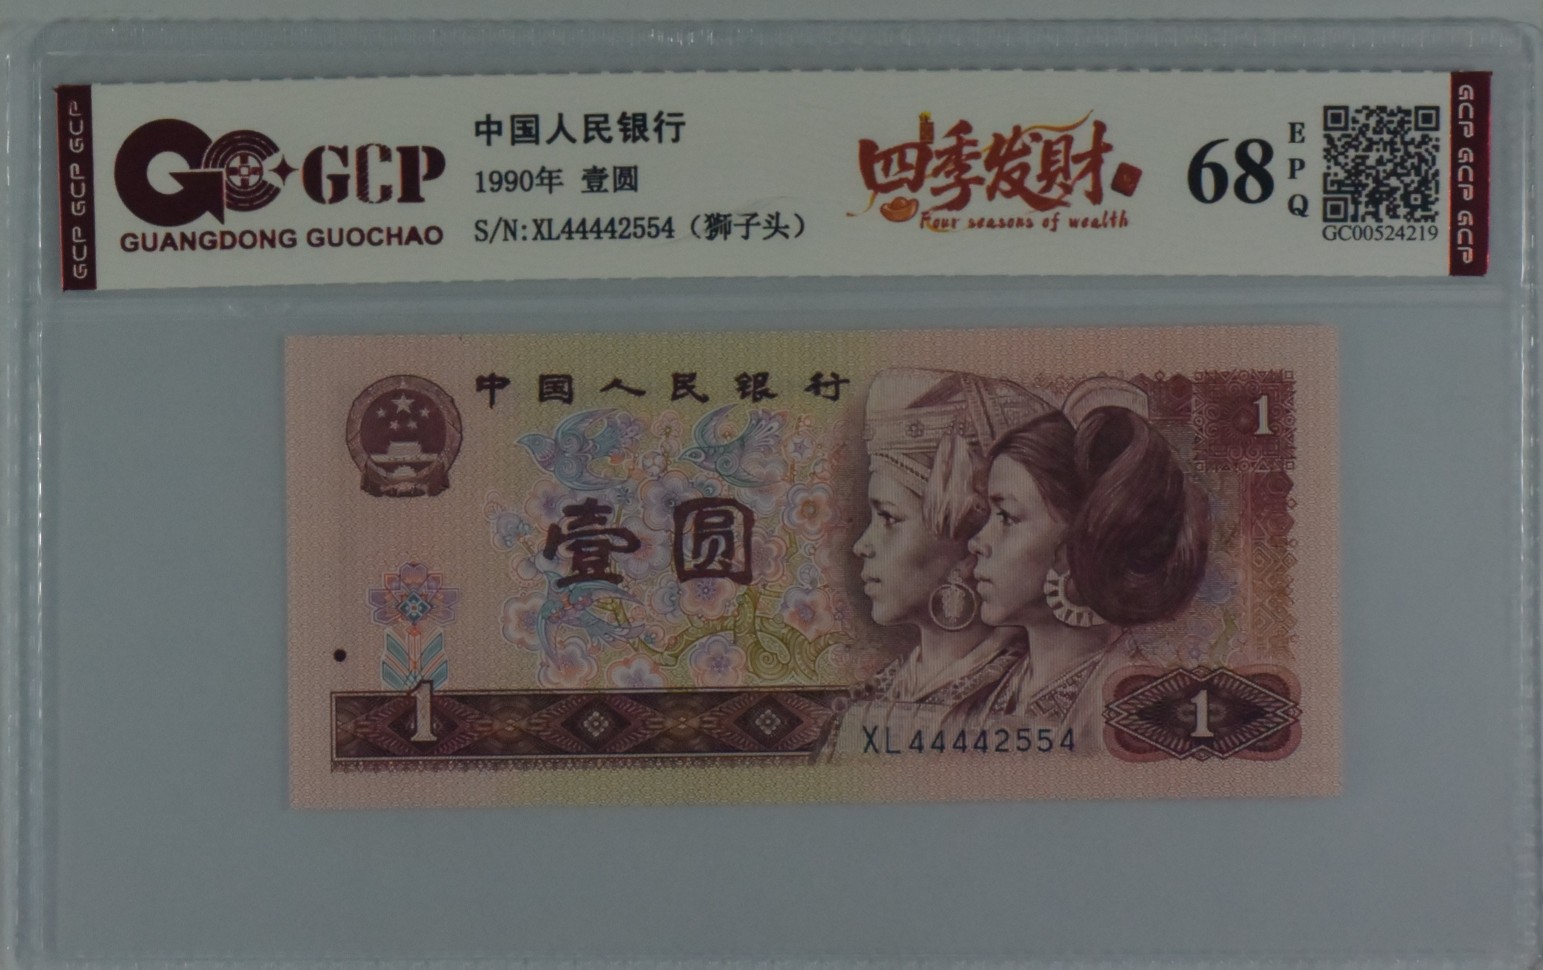 GCP GCP GCP
GCP
GUANGDONG GUOCHAO
中国人民银行
1990年 壹圆
S/N:XL44442554（狮子头）
四季发财
Four seasons of wealth
68
EPQ
GC00524219
GCP GCP GCP
中国人民银行
1
壹圆
1
XL44442554
1